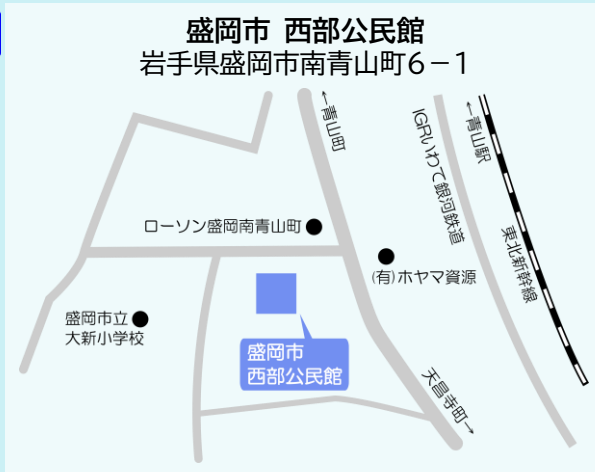 盛岡市 西部公民館
岩手県盛岡市南青山町6−1
←青山町
IGRいわて銀河鉄道
←青山駅
東北新幹線
ローソン盛岡南青山町
(有)ホヤマ資源
盛岡市立
大新小学校
盛岡市
西部公民館
天昌寺町→